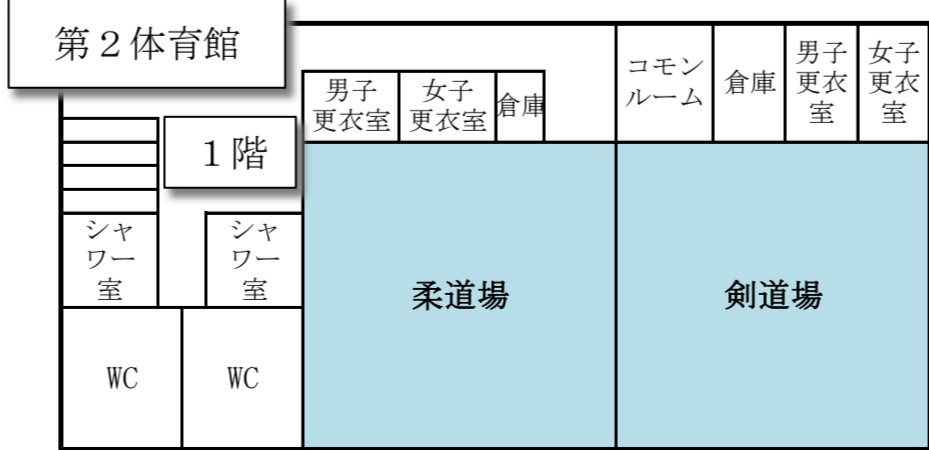 第２体育館
１階
男子
更衣室
女子
更衣室
倉庫
コモン
ルーム
倉庫
男子
更衣
室
女子
更衣
室
シャ
ワー
室
シャ
ワー
室
柔道場
剣道場
WC
WC